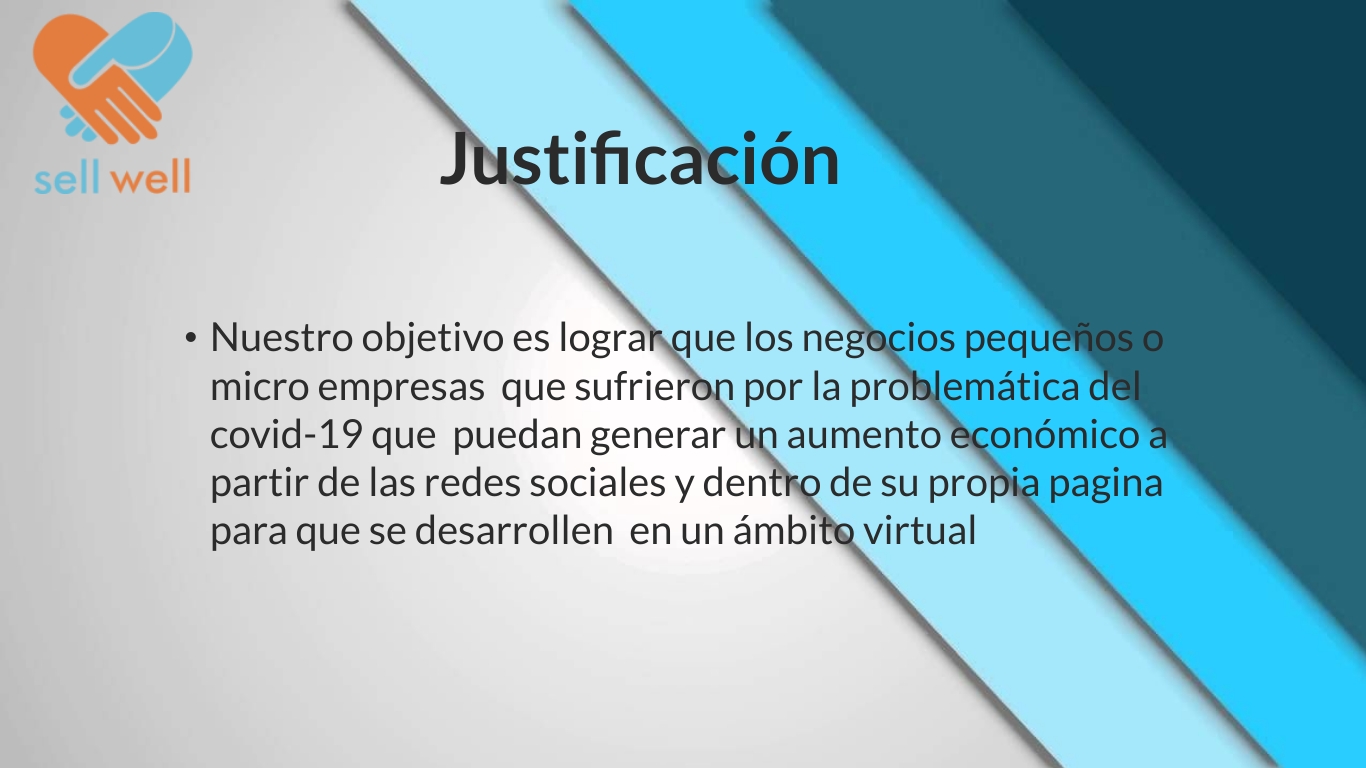 sell well
Justificación
• Nuestro objetivo es lograr que los negocios pequeños o
micro empresas  que sufrieron por la problemática del
covid-19 que  puedan generar un aumento económico a
partir de las redes sociales y dentro de su propia pagina
para que se desarrollen  en un ámbito virtual